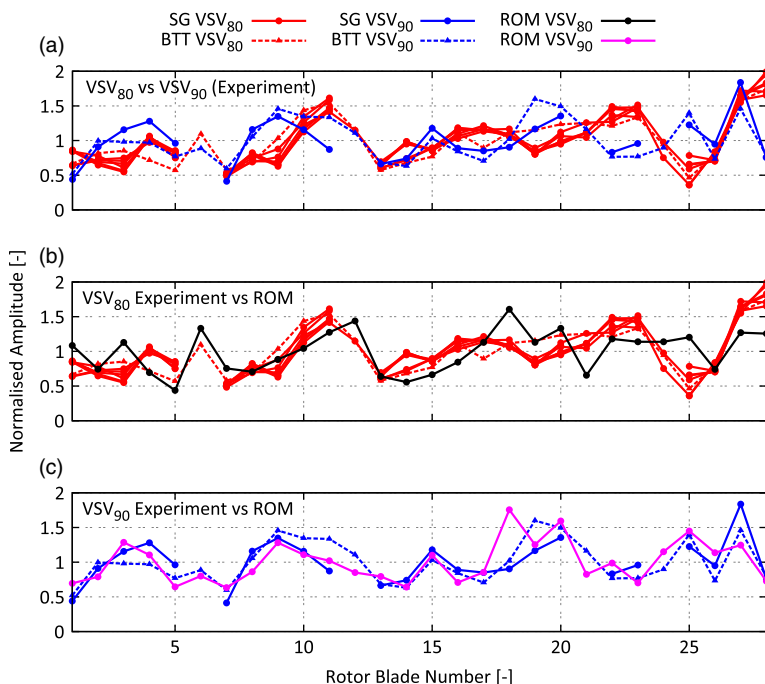 SG VSV80 SG VSV90 ROM VSV80
BTT VSV80 BTT VSV90 ROM VSV90
(a)
VSV80 vs VSV90 (Experiment)
2
1.5
1
0.5
0
(b)
VSV80 Experiment vs ROM
2
1.5
1
0.5
0
Normalised Amplitude [-]
(c)
VSV90 Experiment vs ROM
2
1.5
1
0.5
0
5 10 15 20 25
Rotor Blade Number [-]